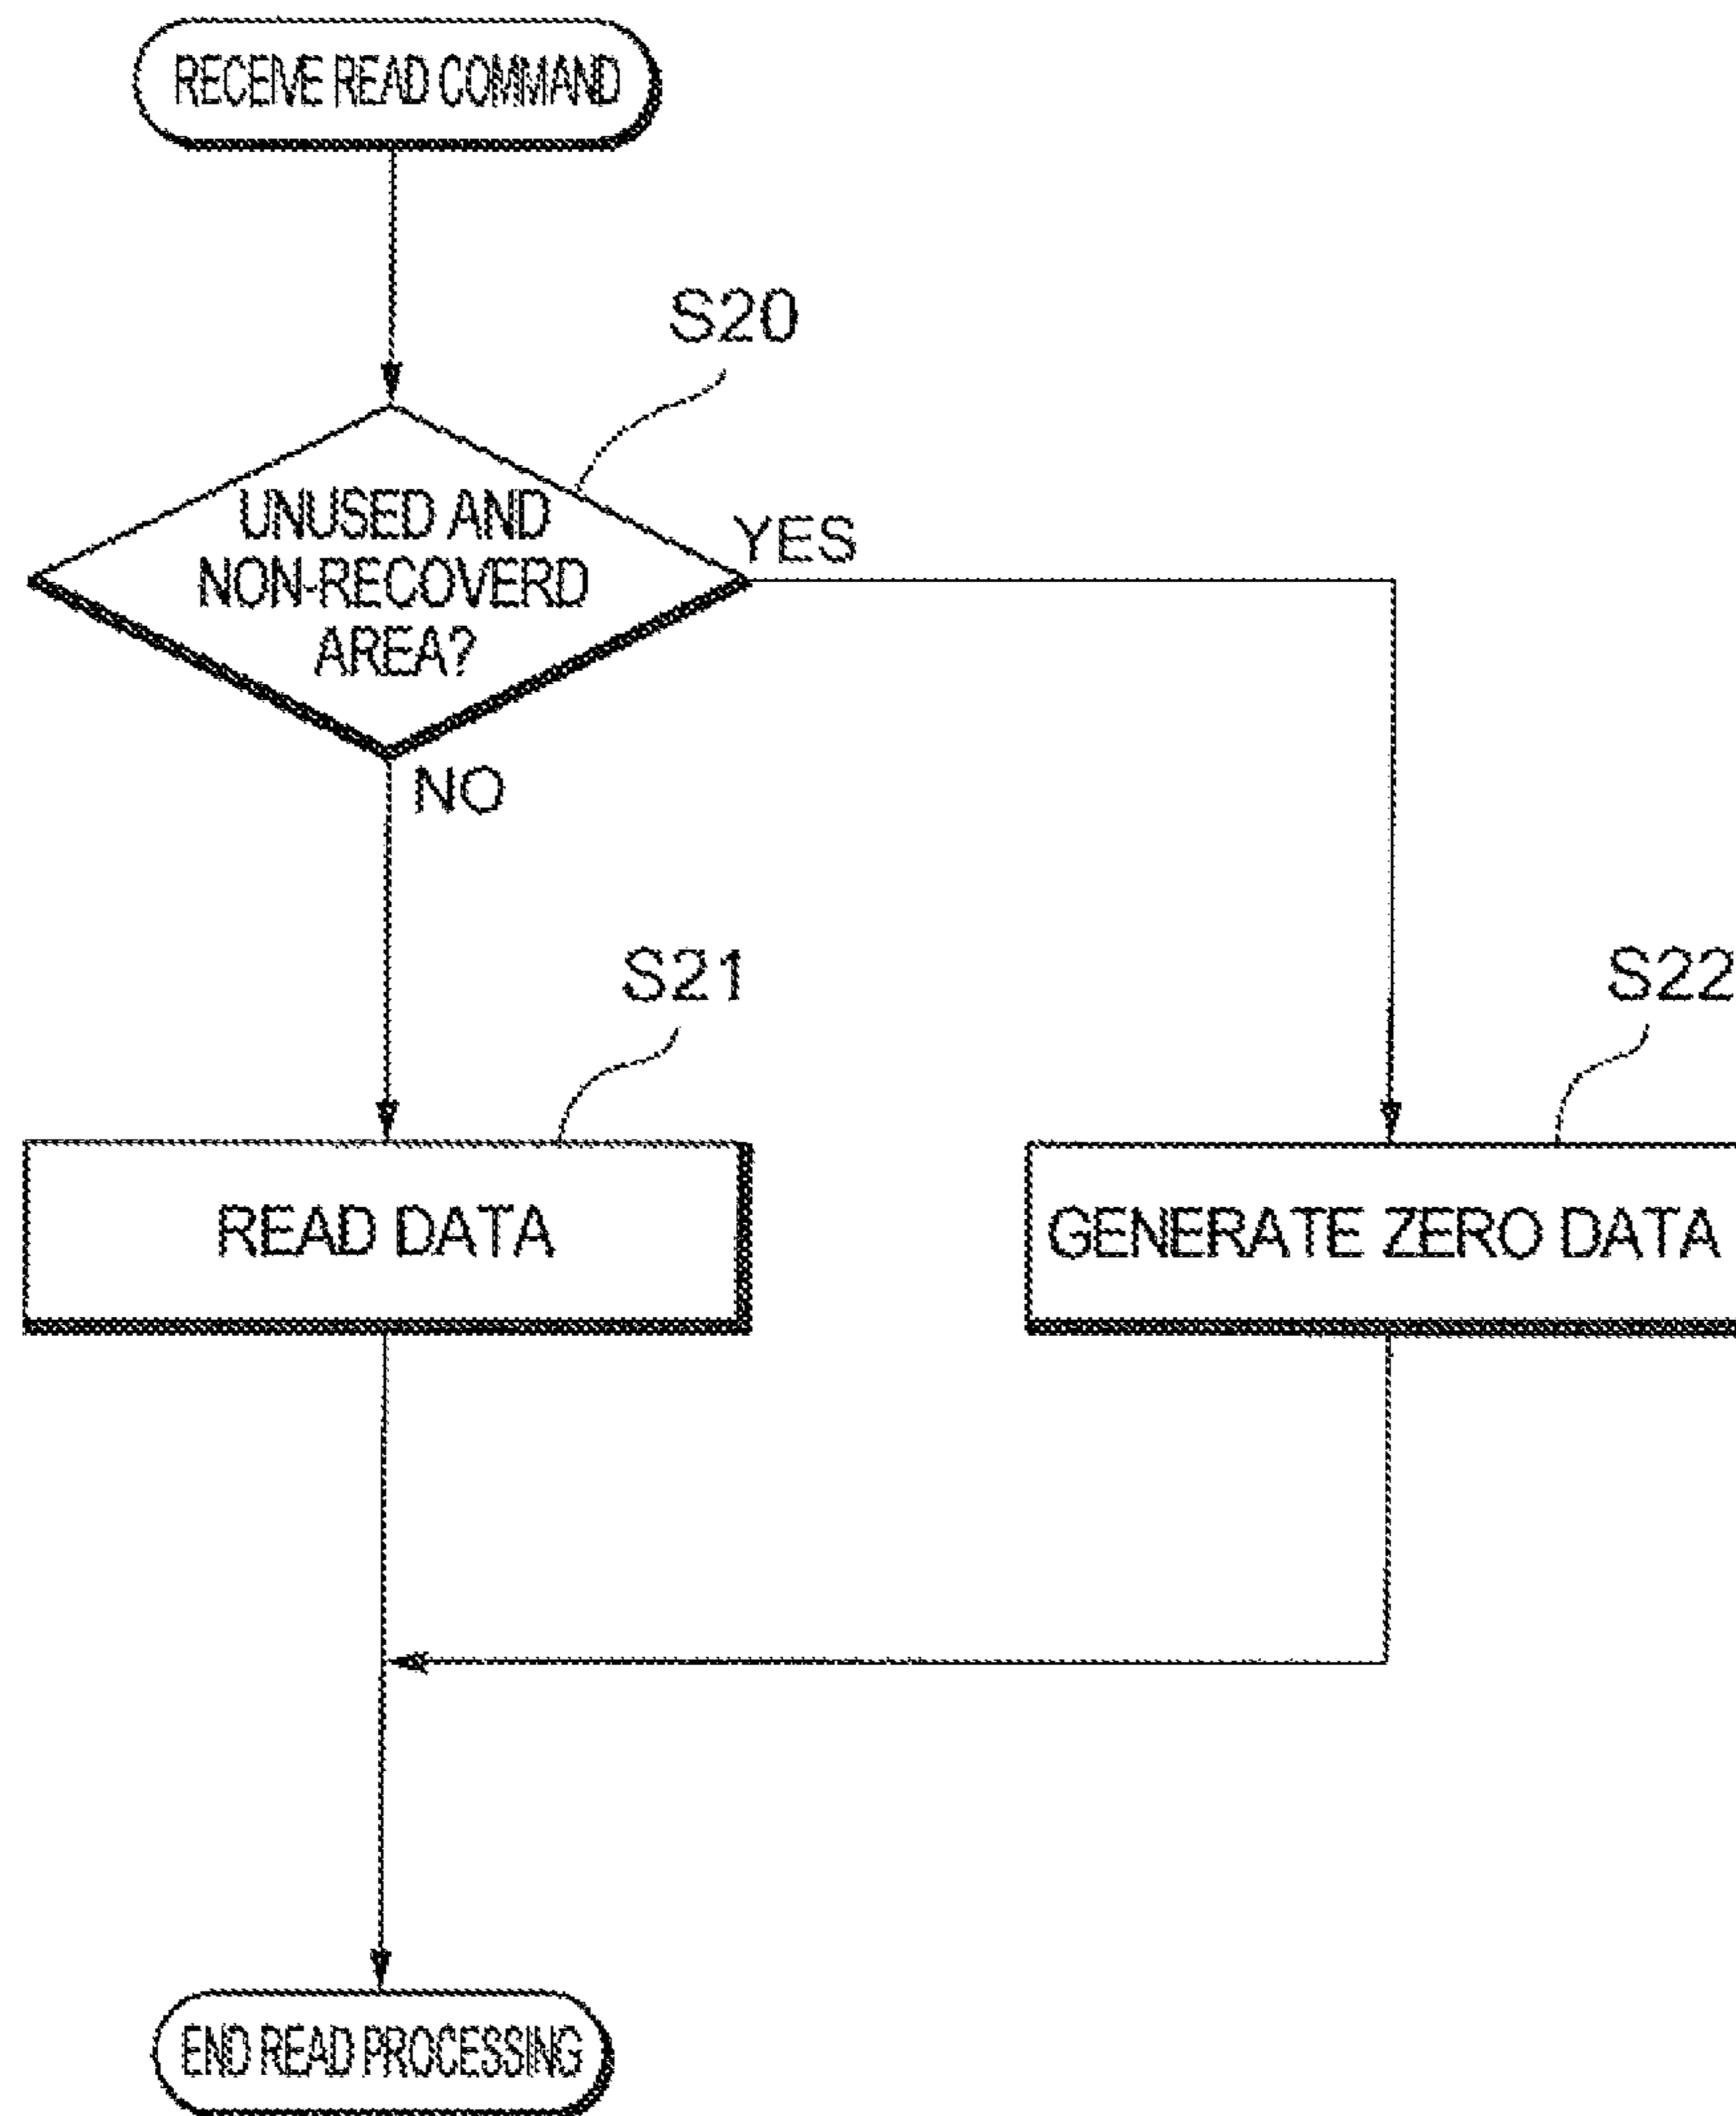 RECEIVE READ COMMAND
S20
UNUSED AND
NON-RECOVERD
AREA?
YES
NO
S21
S22
READ DATA
GENERATE ZERO DATA
END READ PROCESSING